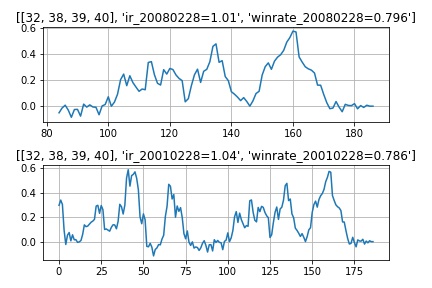 [[32, 38, 39, 40], 'ir_20080228=1.01', 'winrate_20080228=0.796']
0.6
0.4
0.2
0.0
80 100 120 140 160 180
[[32, 38, 39, 40], 'ir_20010228=1.04', 'winrate_20010228=0.786']
0.6
0.4
0.2
0.0
0 25 50 75 100 125 150 175